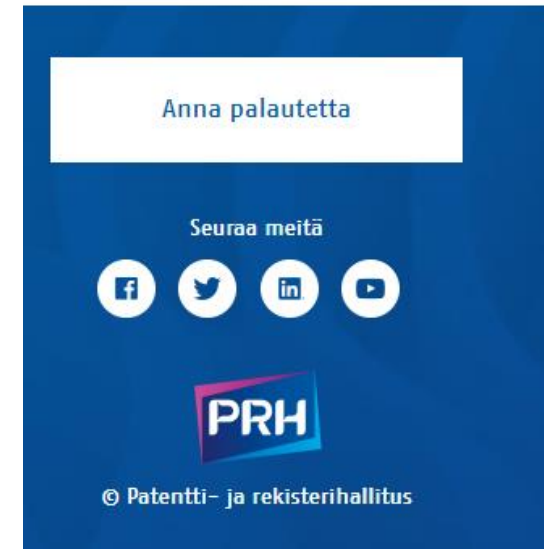 Anna palautetta
Seuraa meitä
PRH
© Patentti- ja rekisterihallitus